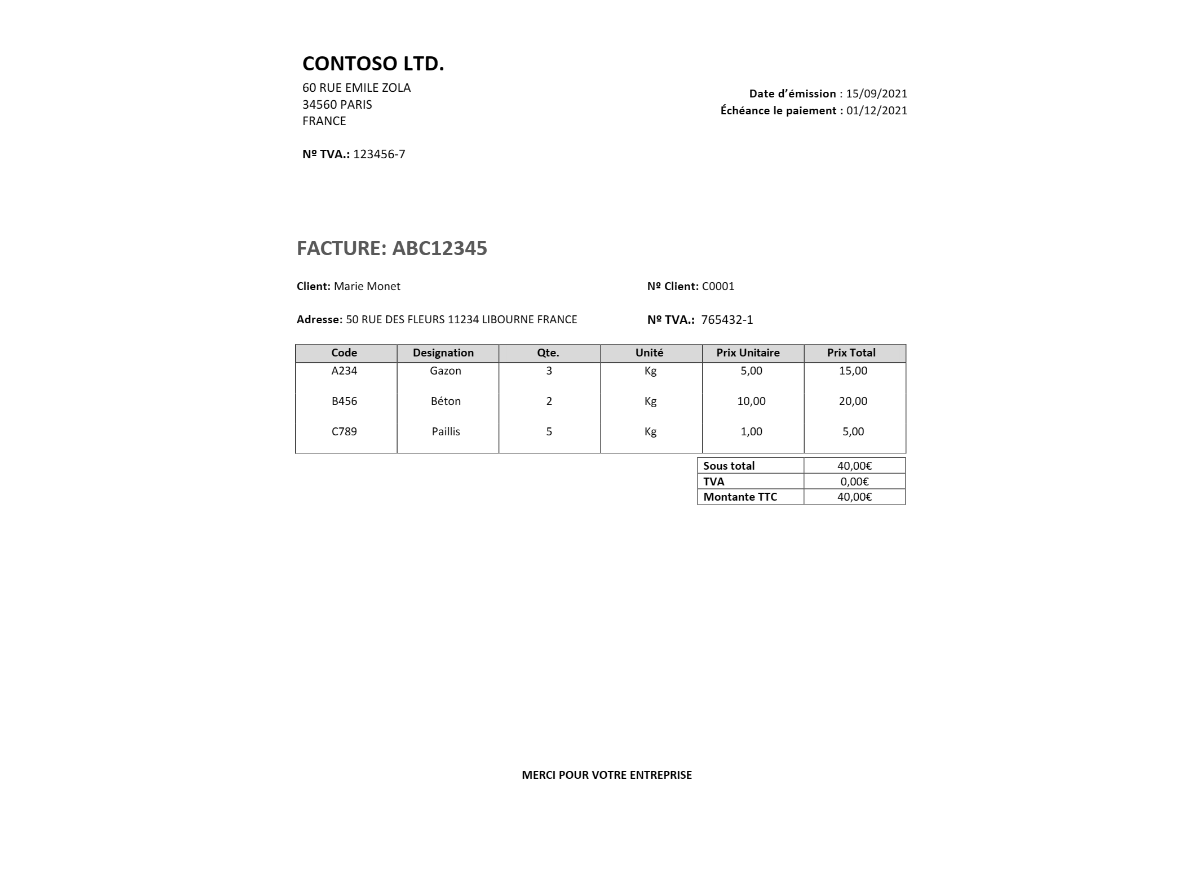 CONTOSO LTD.
60 RUE EMILE ZOLA
34560 PARIS
FRANCE
Date d’émission : 15/09/2021
Échéance le paiement : 01/12/2021
Nº TVA.: 123456-7
FACTURE: ABC12345
Client: Marie Monet
Nº Client: C0001
Adresse: 50 RUE DES FLEURS 11234 LIBOURNE FRANCE
Nº TVA.: 765432-1
Code Designation Qte. Unité Prix Unitaire Prix Total
A234 Gazon 3 Kg 5,00 15,00
B456 Béton 2 Kg 10,00 20,00
C789 Paillis 5 Kg 1,00 5,00
Sous total 40,00€
TVA 0,00€
Montante TTC 40,00€
MERCI POUR VOTRE ENTREPRISE